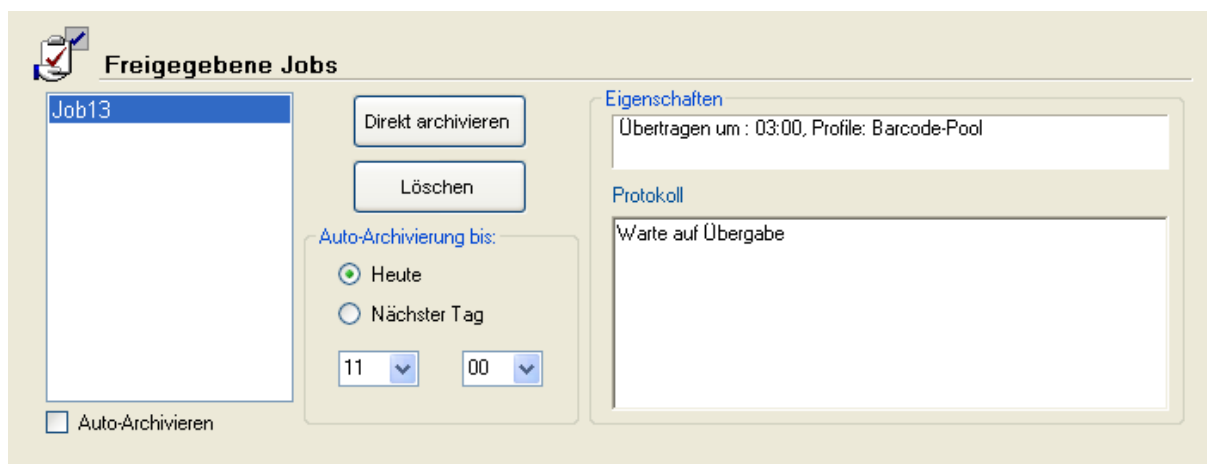 Freigegebene Jobs
Job13
Direkt archivieren
Löschen
Auto-Archivierung bis:
Heute
Nächster Tag
11 00
Auto-Archivieren
Eigenschaften
Übertragen um : 03:00, Profile: Barcode-Pool
Protokoll
Warte auf Übergabe